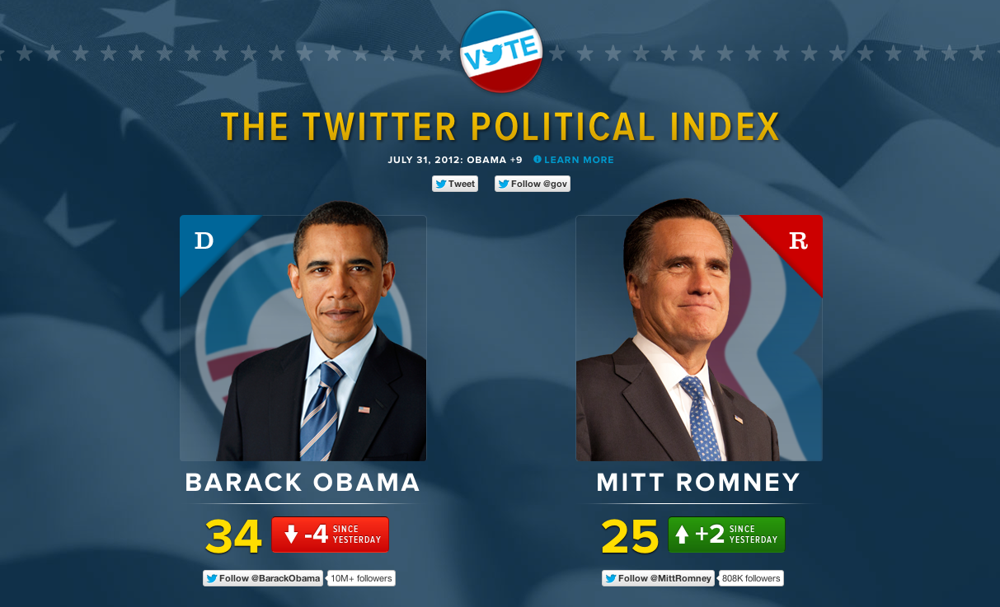 VOTE
THE TWITTER POLITICAL INDEX
JULY 31, 2012: OBAMA +9 LEARN MORE
Tweet Follow @gov
D
R
BARACK OBAMA
MITT ROMNEY
34 -4 SINCE YESTERDAY
25 +2 SINCE YESTERDAY
Follow @BarackObama 10M+ followers
Follow @MittRomney 808K followers